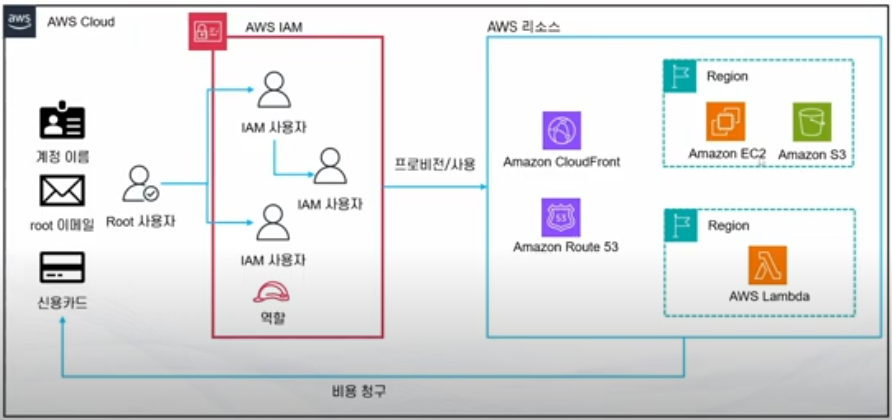 aws
AWS Cloud
AWS IAM
AWS 리소스
계정 이름
root 이메일
신용카드
Root 사용자
IAM 사용자
IAM 사용자
IAM 사용자
역할
프로비전/사용
Amazon CloudFront
53
Amazon Route 53
Region
Amazon EC2
Amazon S3
Region
AWS Lambda
비용 청구